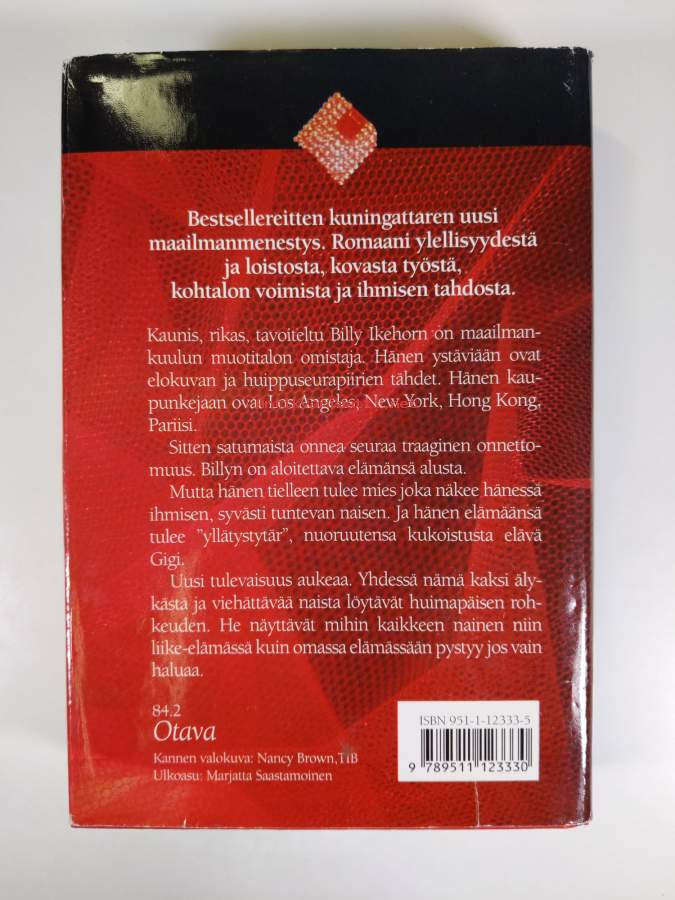 Bestsellereitten kuningattaren uusi
maailmanmenestys. Romaani ylellisyydestä
ja loistosta, kovasta työstä,
kohtalon voimista ja ihmisen tahdosta.
Kaunis, rikas, tavoiteltu Billy Ikehorn on maailman-
kuulun muotitalon omistaja. Hänen ystäviään ovat
elokuvan ja huippuseurapiirien tähdet. Hänen kau-
punkejaan ovat Los Angeles, New York, Hong Kong,
Pariisi.
Sitten satumaista onnea seuraa traaginen onnetto-
muus. Billyn on aloitettava elämänsä alusta.
Mutta hänen tielleen tulee mies joka näkee hänessä
ihmisen, syvästi tuntevan naisen. Ja hänen elämäänsä
tulee "yllätystytär", nuoruutensa kukoistusta elävä
Gigi.
Uusi tulevaisuus aukeaa. Yhdessä nämä kaksi äly-
kästä ja viehättävää naista löytävät huimapäisen roh-
keuden. He näyttävät mihin kaikkeen nainen niin
liike-elämässä kuin omassa elämässään pystyy jos vain
haluaa.
84.2
Otava
Kannen valokuva: Nancy Brown, TIB
Ulkoasu: Marjatta Saastamoinen
ISBN 951-1-12333-5
9 789511 123330